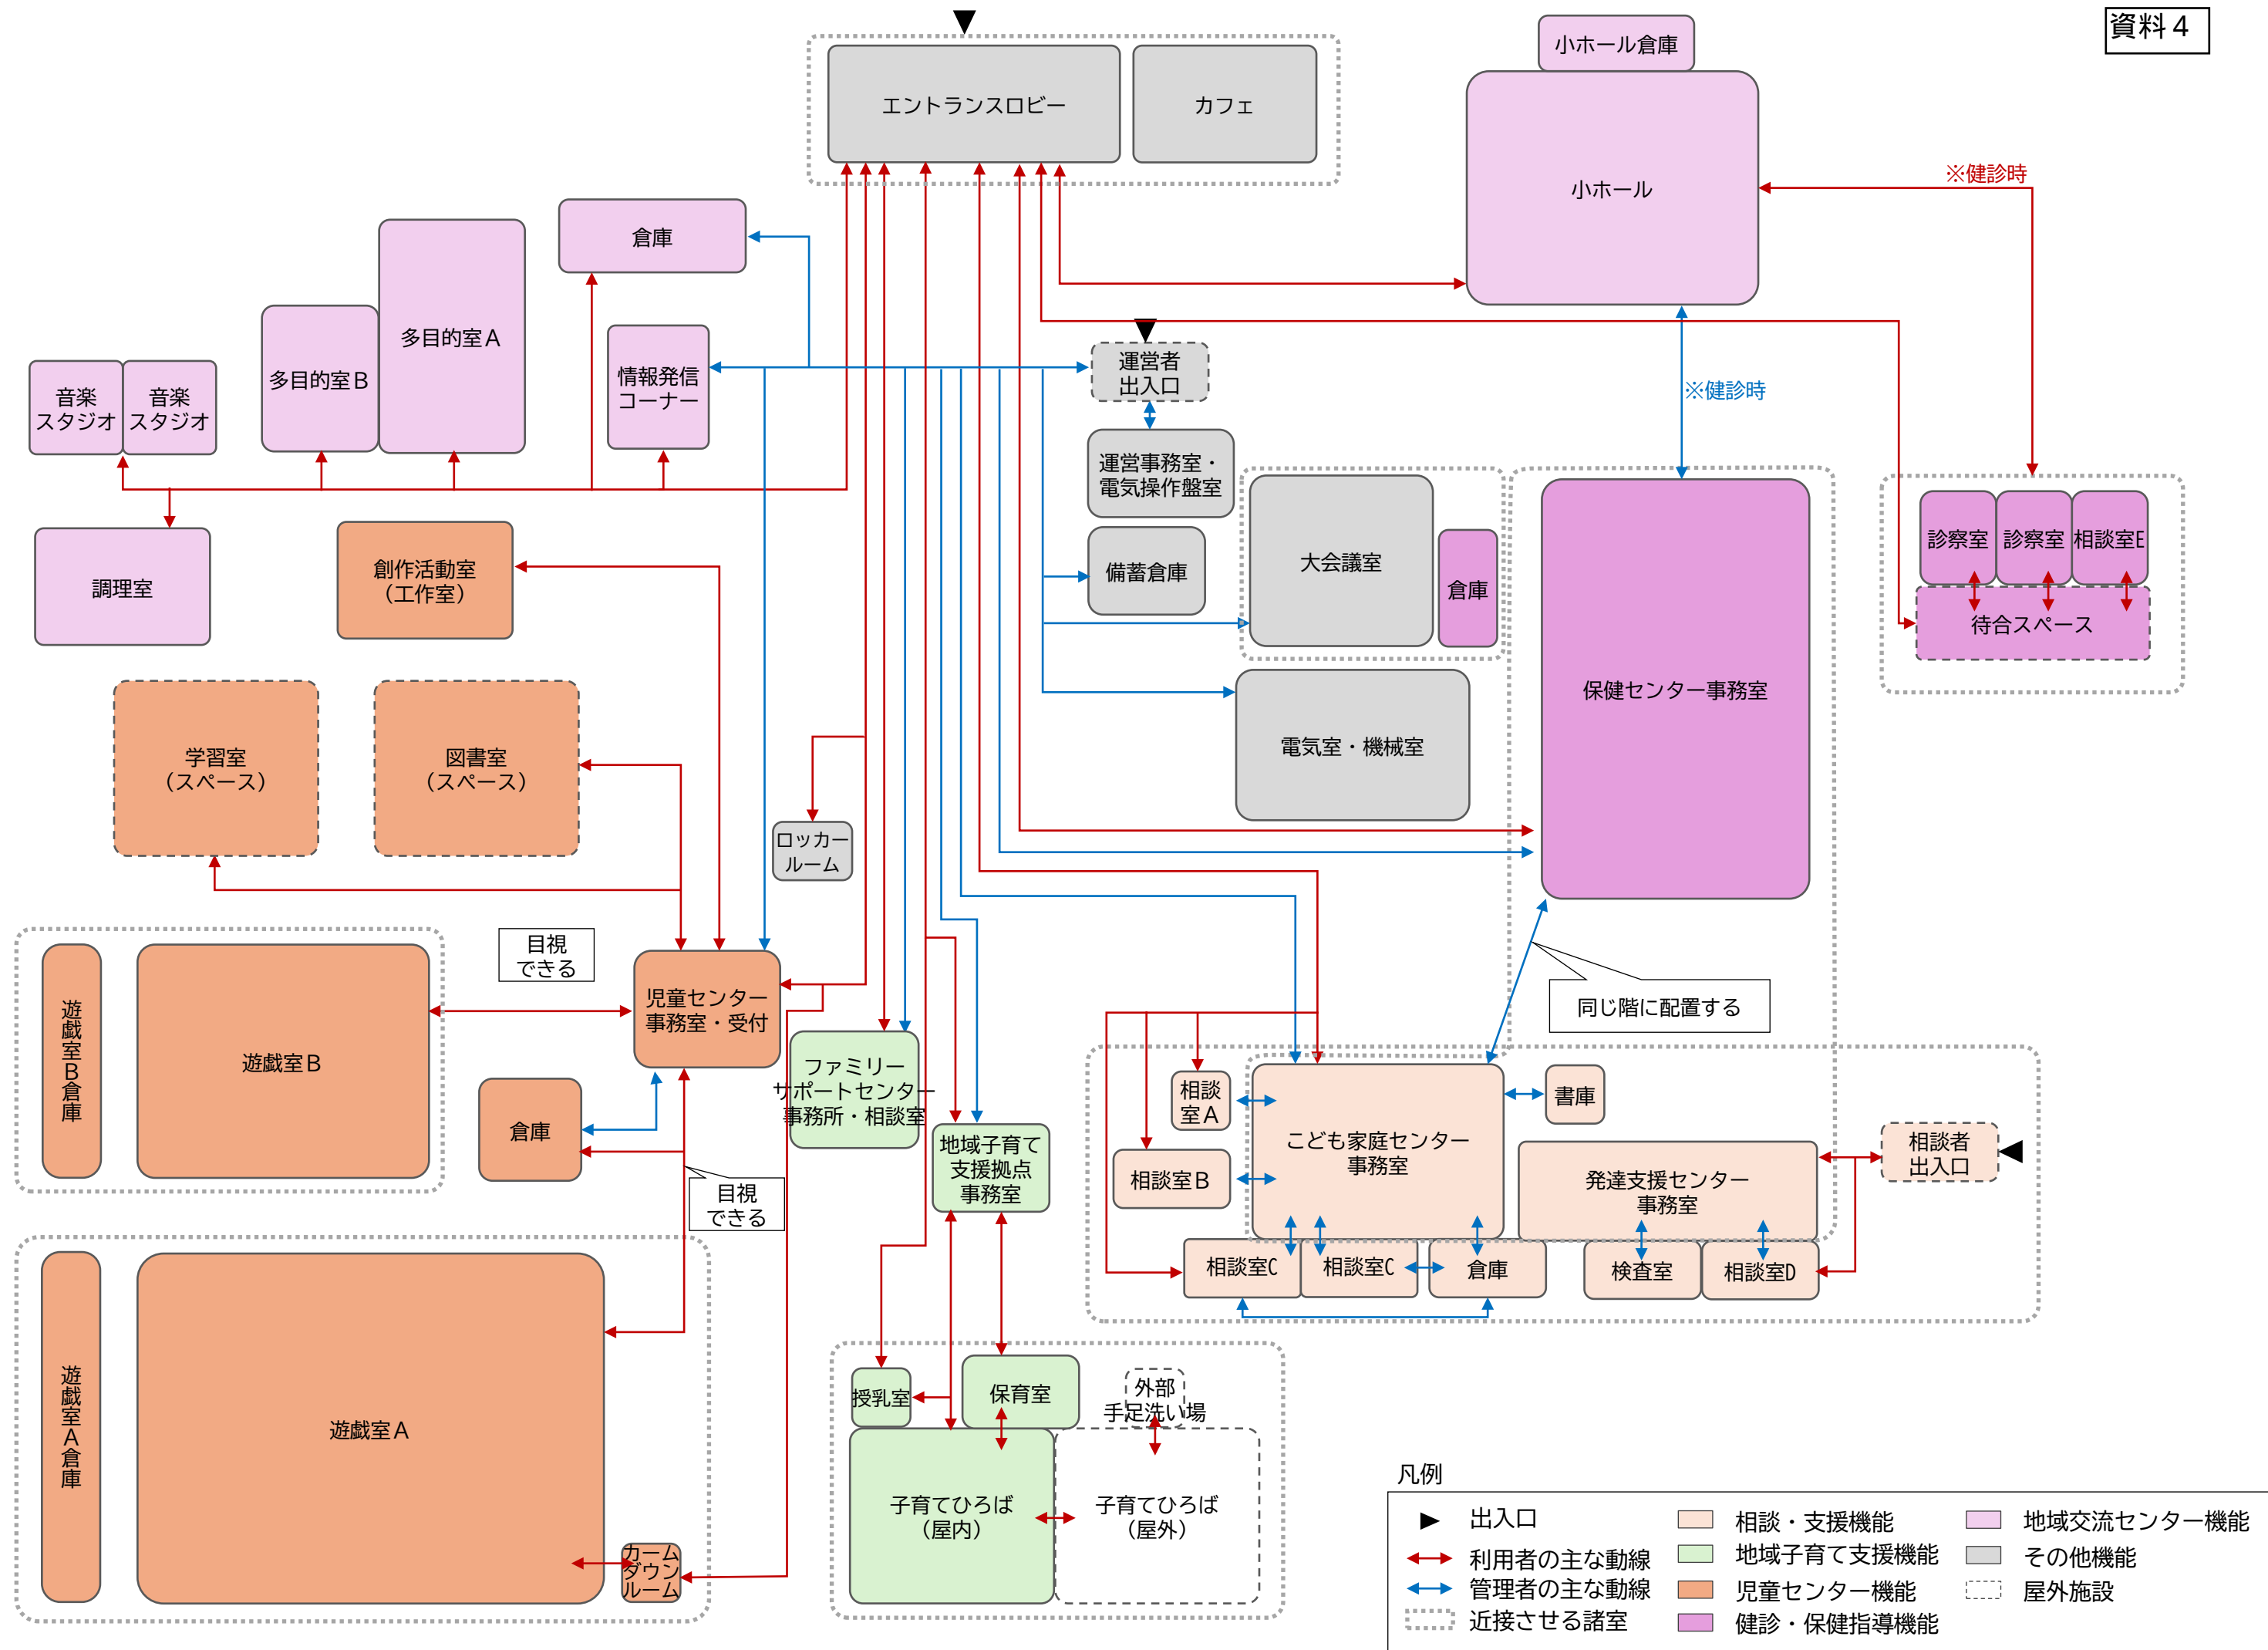 資料４
エントランスロビー
カフェ
小ホール倉庫
小ホール
※健診時
倉庫
多目的室Ａ
多目的室Ｂ
音楽
スタジオ
音楽
スタジオ
情報発信
コーナー
運営者
出入口
※健診時
運営事務室・
電気操作盤室
備蓄倉庫
大会議室
倉庫
診察室
診察室
相談室E
待合スペース
調理室
創作活動室
（工作室）
保健センター事務室
電気室・機械室
学習室
（スペース）
図書室
（スペース）
ロッカー
ルーム
目視
できる
遊戯室Ｂ倉庫
遊戯室Ｂ
児童センター
事務室・受付
同じ階に配置する
ファミリー
サポートセンター
事務所・相談室
倉庫
地域子育て
支援拠点
事務室
相談
室Ａ
相談室Ｂ
こども家庭センター
事務室
書庫
発達支援センター
事務室
相談者
出入口
目視
できる
相談室C
相談室C
倉庫
検査室
相談室D
遊戯室Ａ倉庫
遊戯室Ａ
カーム
ダウン
ルーム
授乳室
保育室
外部
手足洗い場
子育てひろば
（屋内）
子育てひろば
（屋外）
凡例
出入口
利用者の主な動線
管理者の主な動線
近接させる諸室
相談・支援機能
地域子育て支援機能
児童センター機能
健診・保健指導機能
地域交流センター機能
その他機能
屋外施設